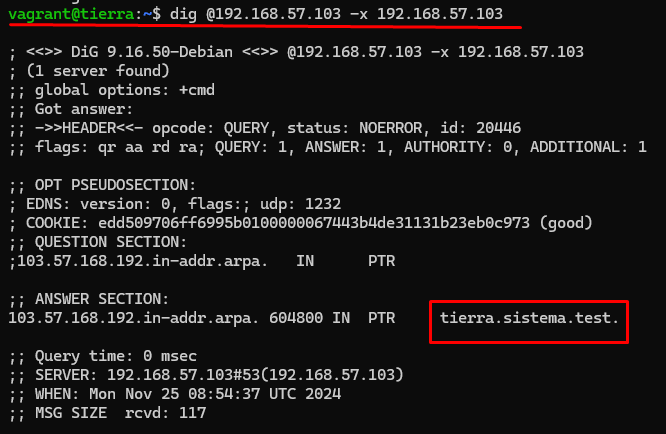 vagrant@tierra:~$ dig @192.168.57.103 -x 192.168.57.103
; <<>> DiG 9.16.50-Debian <<>> @192.168.57.103 -x 192.168.57.103
; (1 server found)
;; global options: +cmd
;; Got answer:
;; ->>HEADER<<- opcode: QUERY, status: NOERROR, id: 20446
;; flags: qr aa rd ra; QUERY: 1, ANSWER: 1, AUTHORITY: 0, ADDITIONAL: 1
;; OPT PSEUDOSECTION:
; EDNS: version: 0, flags:; udp: 1232
; COOKIE: edd509706ff6995b0100000067443b4de31131b23eb0c973 (good)
;; QUESTION SECTION:
;103.57.168.192.in-addr.arpa. IN PTR
;; ANSWER SECTION:
103.57.168.192.in-addr.arpa. 604800 IN PTR tierra.sistema.test.
;; Query time: 0 msec
;; SERVER: 192.168.57.103#53(192.168.57.103)
;; WHEN: Mon Nov 25 08:54:37 UTC 2024
;; MSG SIZE rcvd: 117